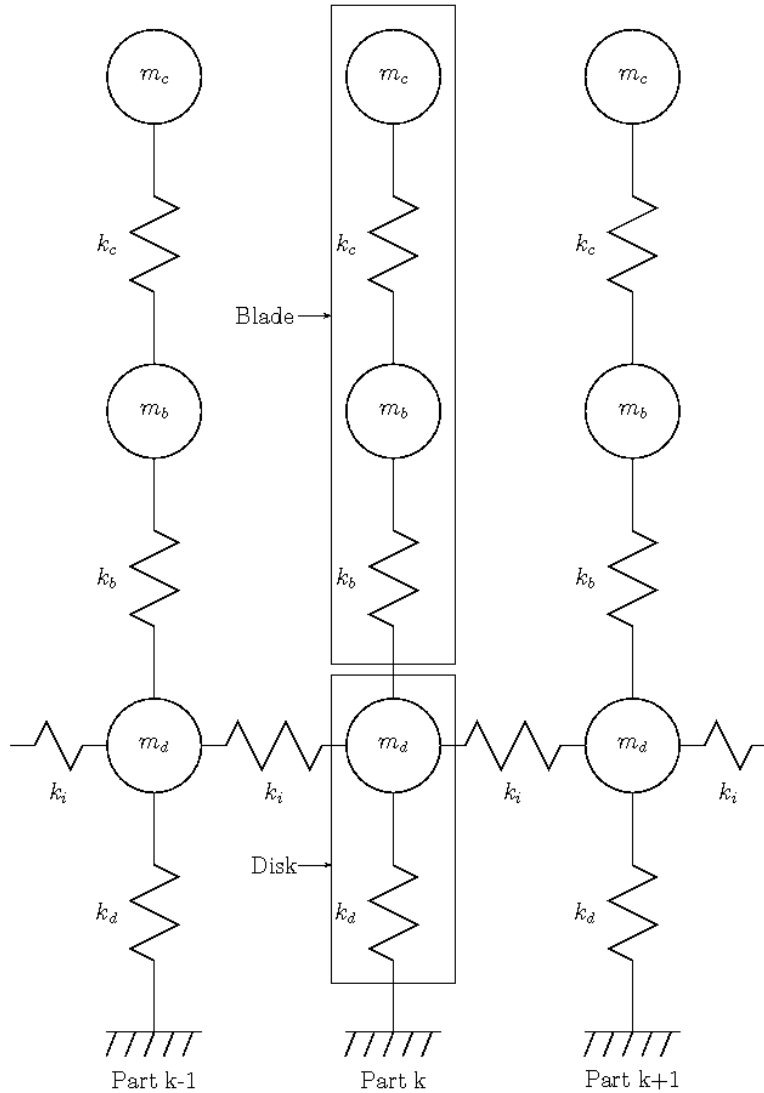 m_c m_c m_c
k_c k_c k_c
Blade
m_b m_b m_b
k_b k_b k_b
m_d m_d m_d
k_i k_i k_i k_i
Disk
k_d k_d k_d
Part k-1 Part k Part k+1